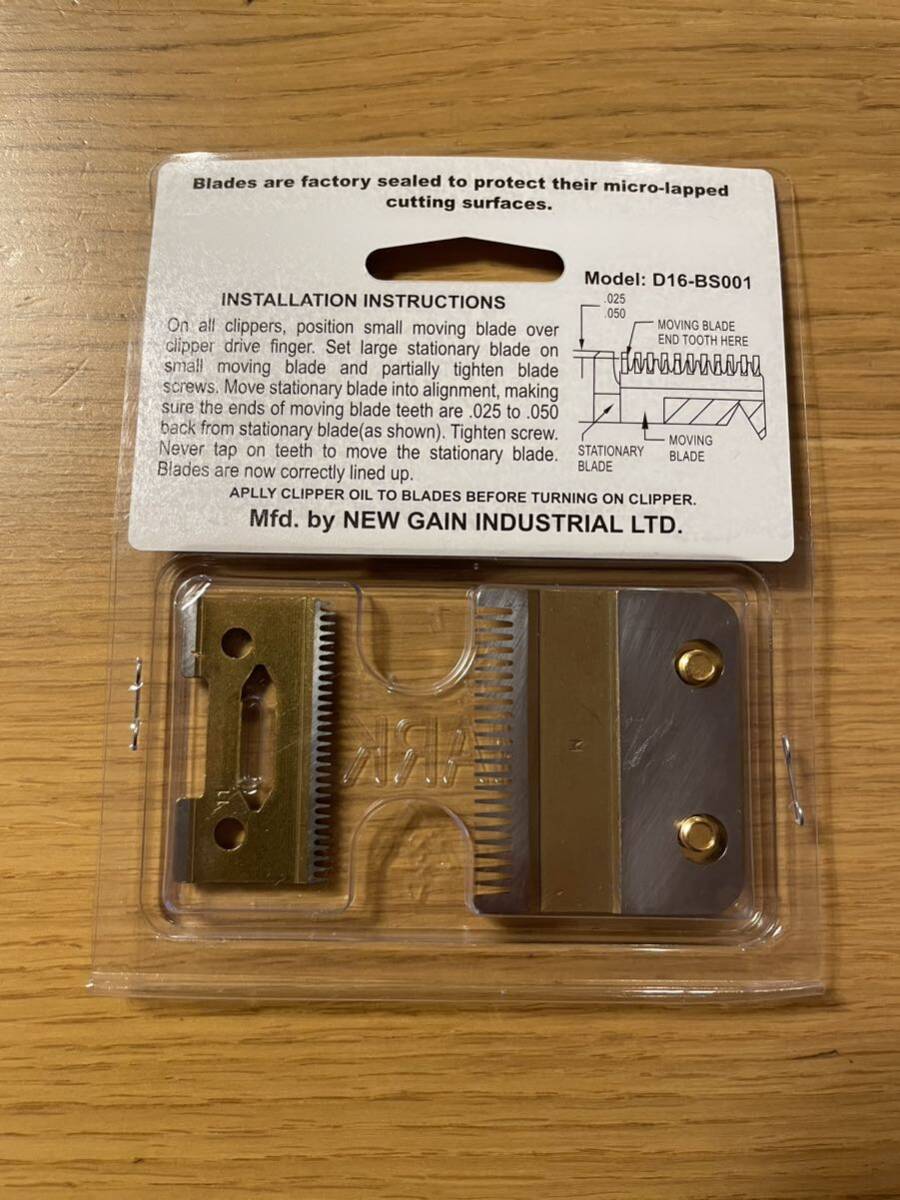 Blades are factory sealed to protect their micro-lapped
cutting surfaces.
Model: D16-BS001
INSTALLATION INSTRUCTIONS
On all clippers, position small moving blade over
clipper drive finger. Set large stationary blade on
small moving blade and partially tighten blade
screws. Move stationary blade into alignment, making
sure the ends of moving blade teeth are .025 to .050
back from stationary blade(as shown). Tighten screw.
Never tap on teeth to move the stationary blade.
Blades are now correctly lined up.
.025
.050
MOVING BLADE
END TOOTH HERE
STATIONARY
BLADE
MOVING
BLADE
APLLY CLIPPER OIL TO BLADES BEFORE TURNING ON CLIPPER.
Mfd. by NEW GAIN INDUSTRIAL LTD.
ARK